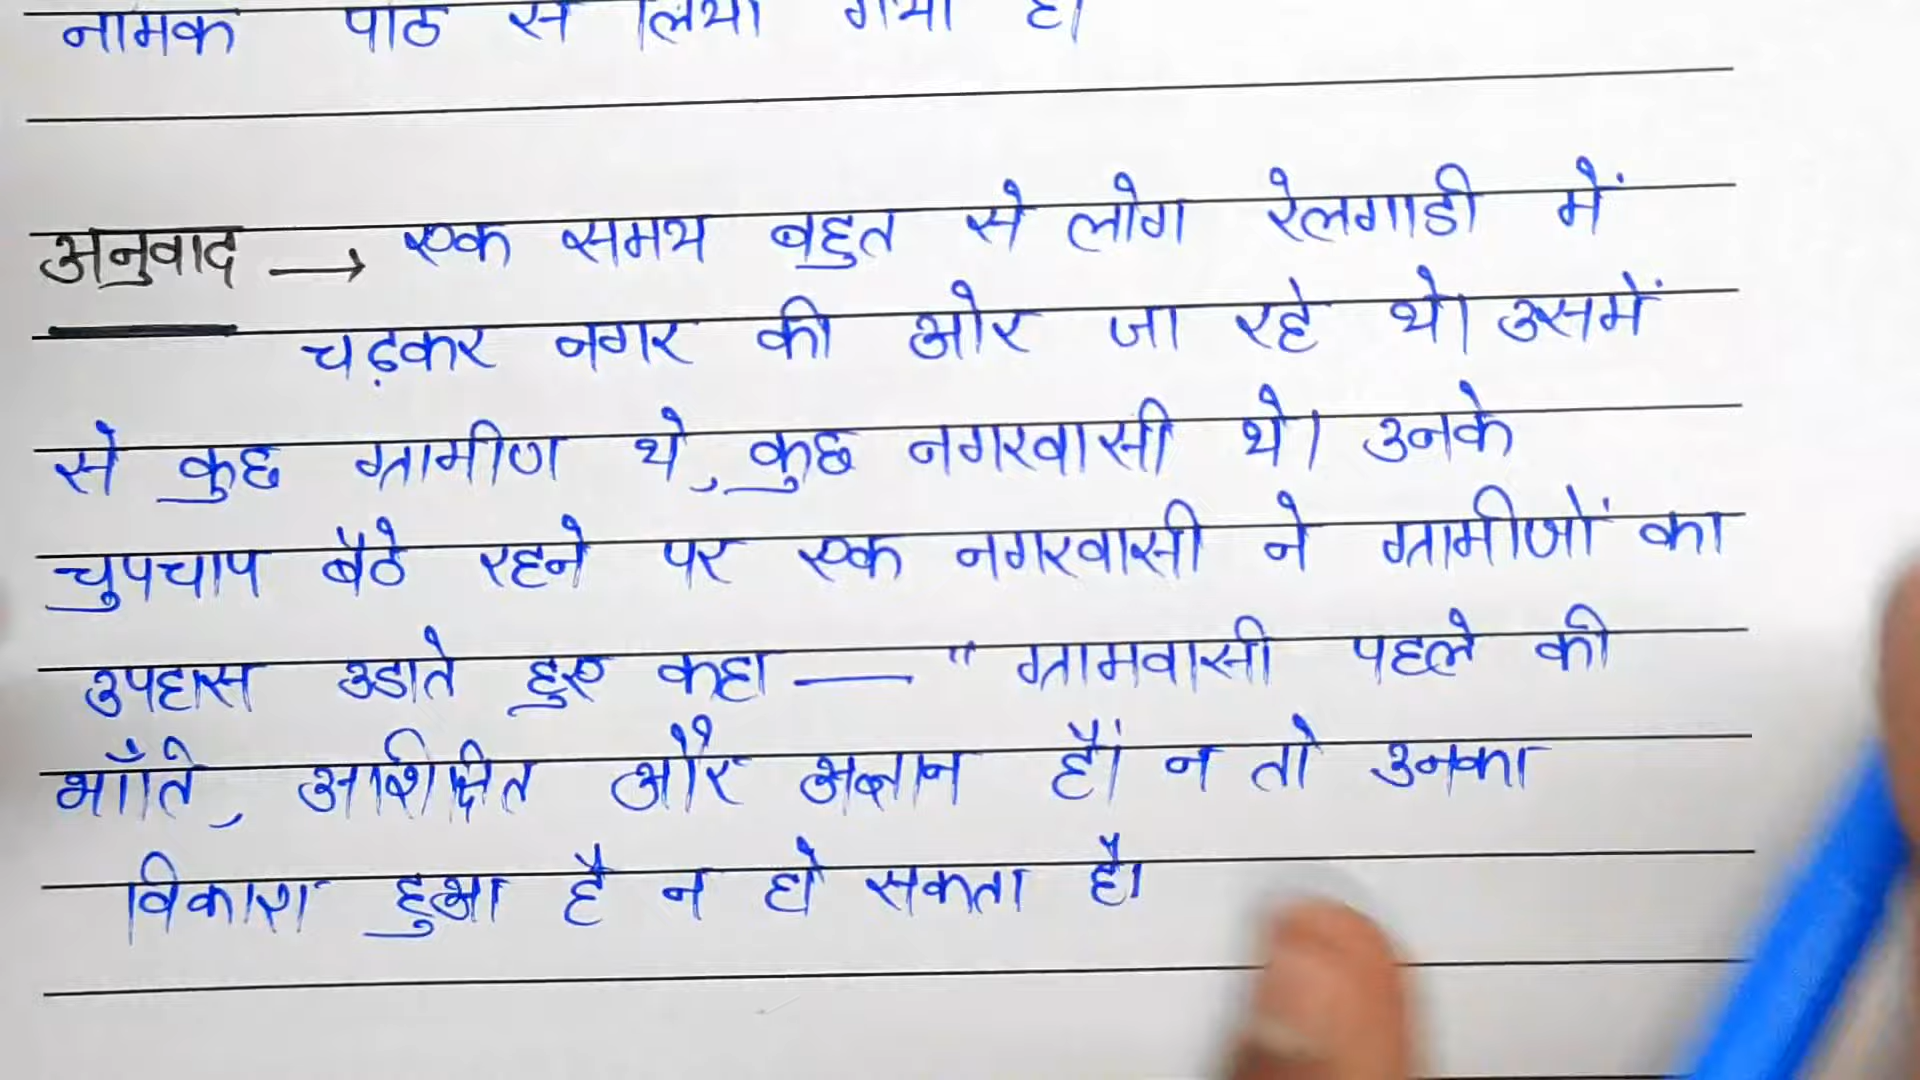 नामक पाठ से लिया गया है।
अनुवाद → एक समय बहुत से लोग रेलगाडी में
चढ़कर नगर की ओर जा रहे थे। उसमें
से कुछ ग्रामीण थे, कुछ नगरवासी थे। उनके
चुपचाप बैठे रहने पर एक नगरवासी ने ग्रामीणों का
उपहास उडाते हुए कहा — " ग्रामवासी पहले की
भाँति, अशिक्षित और अज्ञान हैं। न तो उनका
विकाश हुआ है न हो सकता है।